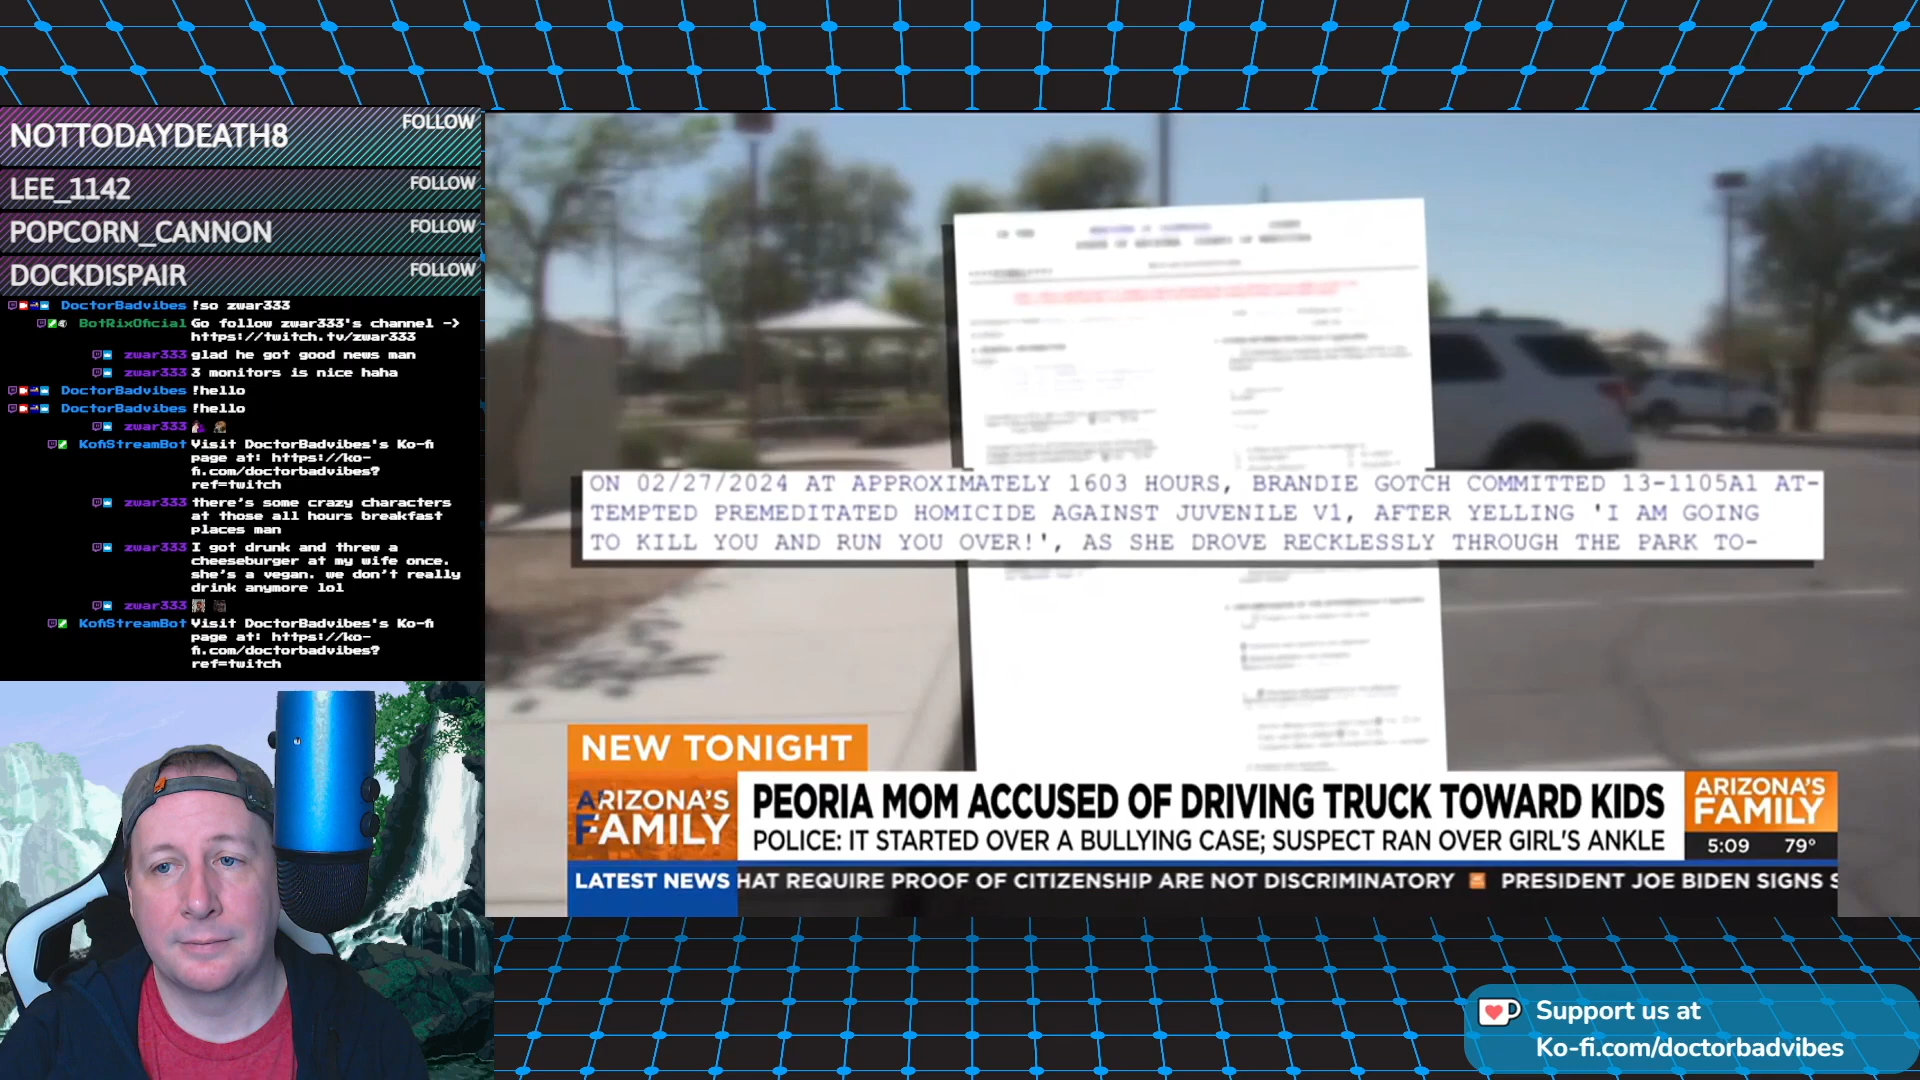 NOTTODAYDEATH8 FOLLOW
LEE_1142 FOLLOW
POPCORN_CANNON FOLLOW
DOCKDISPAIR FOLLOW
DoctorBadvibes !so zwar333
BotRixOficial Go follow zwar333's channel ->
https://twitch.tv/zwar333
zwar333 glad he got good news man
zwar333 3 monitors is nice haha
DoctorBadvibes !hello
DoctorBadvibes !hello
zwar333
KofiStreamBot Visit DoctorBadvibes's Ko-fi
page at: https://ko-
fi.com/doctorbadvibes?
ref=twitch
zwar333 there's some crazy characters
at those all hours breakfast
places man
zwar333 I got drunk and threw a
cheeseburger at my wife once.
she's a vegan. we don't really
drink anymore lol
zwar333
KofiStreamBot Visit DoctorBadvibes's Ko-fi
page at: https://ko-
fi.com/doctorbadvibes?
ref=twitch
ON 02/27/2024 AT APPROXIMATELY 1603 HOURS, BRANDIE GOTCH COMMITTED 13-1105A1 AT-
TEMPTED PREMEDITATED HOMICIDE AGAINST JUVENILE V1, AFTER YELLING 'I AM GOING
TO KILL YOU AND RUN YOU OVER!', AS SHE DROVE RECKLESSLY THROUGH THE PARK TO-
NEW TONIGHT
ARIZONA'S
FAMILY
PEORIA MOM ACCUSED OF DRIVING TRUCK TOWARD KIDS
POLICE: IT STARTED OVER A BULLYING CASE; SUSPECT RAN OVER GIRL'S ANKLE
ARIZONA'S
FAMILY
5:09 79°
LATEST NEWS HAT REQUIRE PROOF OF CITIZENSHIP ARE NOT DISCRIMINATORY PRESIDENT JOE BIDEN SIGNS S
Support us at
Ko-fi.com/doctorbadvibes